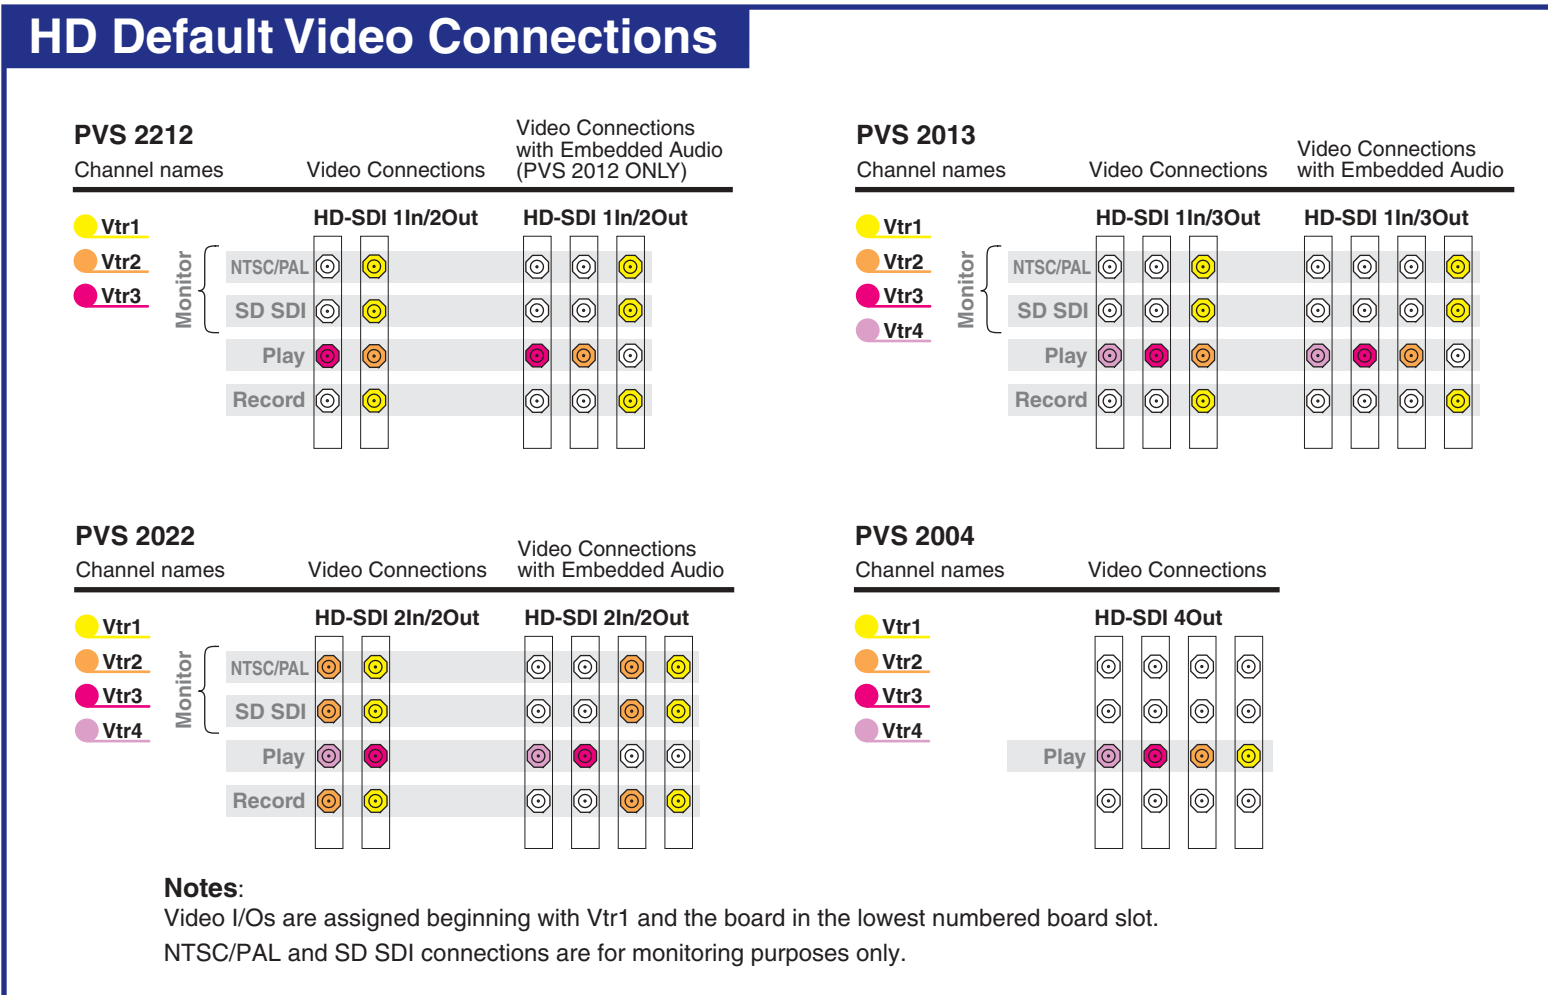 HD Default Video Connections
PVS 2212
Channel names
Video Connections
Video Connections
with Embedded Audio
(PVS 2012 ONLY)
HD-SDI 1In/2Out
HD-SDI 1In/2Out
Vtr1
Vtr2
Vtr3
Monitor
NTSC/PAL
SD SDI
Play
Record
PVS 2013
Channel names
Video Connections
Video Connections
with Embedded Audio
HD-SDI 1In/3Out
HD-SDI 1In/3Out
Vtr1
Vtr2
Vtr3
Vtr4
Monitor
NTSC/PAL
SD SDI
Play
Record
PVS 2022
Channel names
Video Connections
Video Connections
with Embedded Audio
HD-SDI 2In/2Out
HD-SDI 2In/2Out
Vtr1
Vtr2
Vtr3
Vtr4
Monitor
NTSC/PAL
SD SDI
Play
Record
PVS 2004
Channel names
Video Connections
HD-SDI 4Out
Vtr1
Vtr2
Vtr3
Vtr4
Play
Notes:
Video I/Os are assigned beginning with Vtr1 and the board in the lowest numbered board slot.
NTSC/PAL and SD SDI connections are for monitoring purposes only.